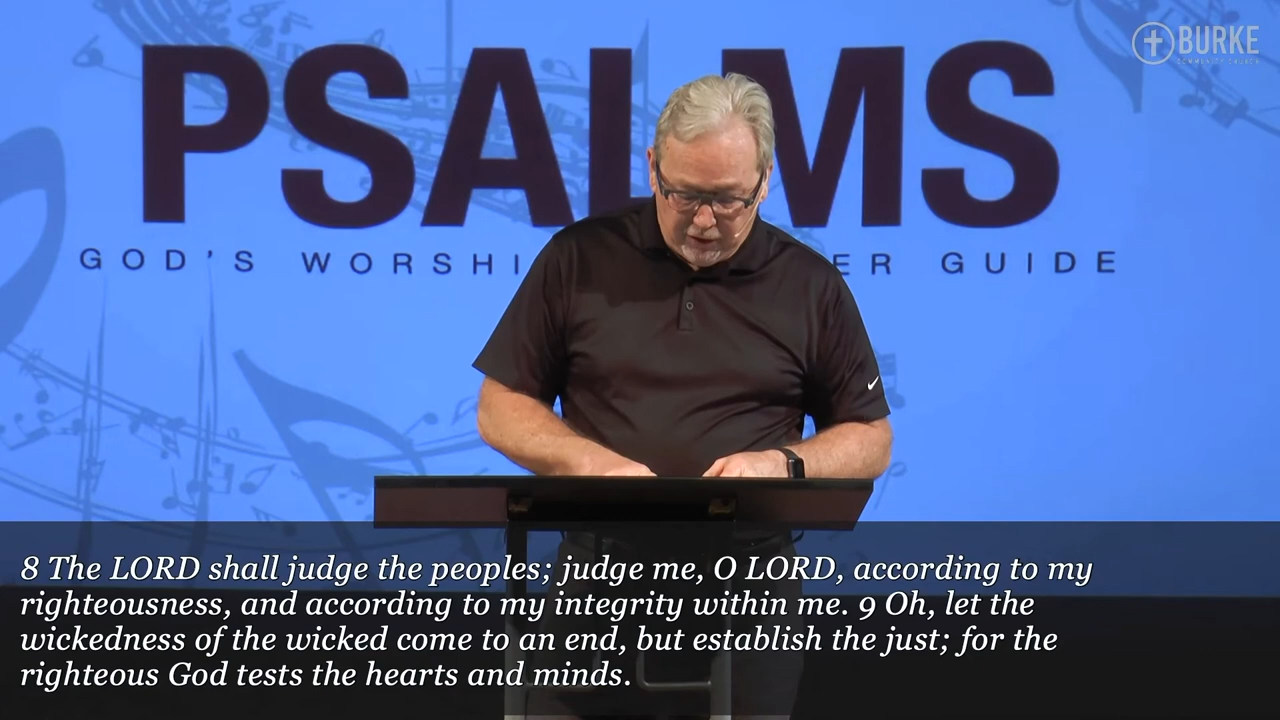 BURKE
COMMUNITY CHURCH
PSALMS
GOD'S WORSHI ER GUIDE
8 The LORD shall judge the peoples; judge me, O LORD, according to my
righteousness, and according to my integrity within me. 9 Oh, let the
wickedness of the wicked come to an end, but establish the just; for the
righteous God tests the hearts and minds.